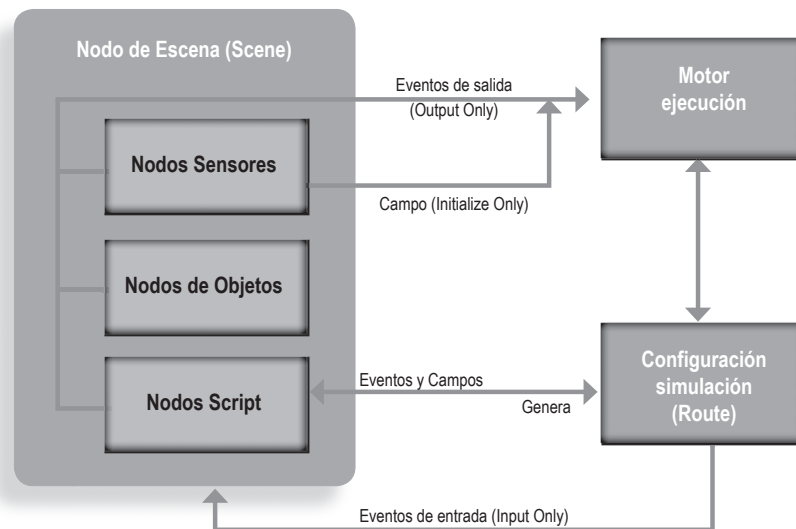 Nodo de Escena (Scene)
Nodos Sensores
Nodos de Objetos
Nodos Script
Eventos de salida
(Output Only)
Campo (Initialize Only)
Eventos y Campos
Genera
Eventos de entrada (Input Only)
Motor
ejecución
Configuración
simulación
(Route)